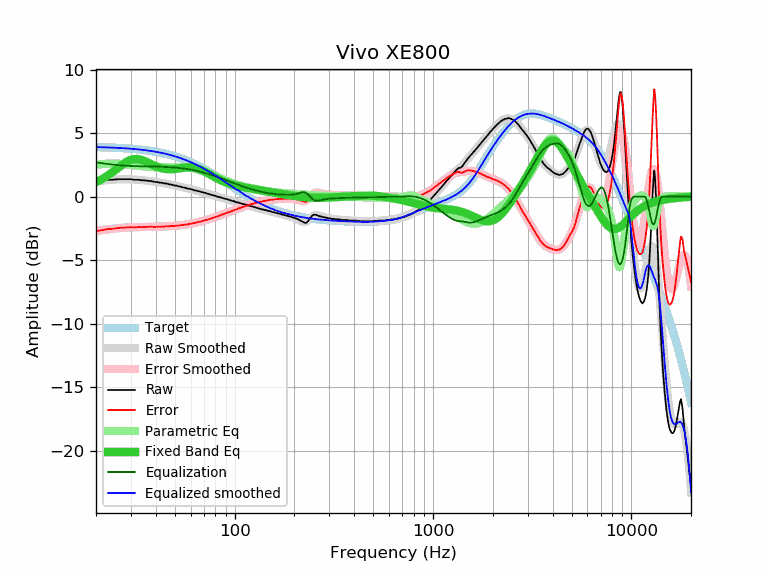 Vivo XE800
10
5
0
−5
−10
−15
−20
Amplitude (dBr)
Target
Raw Smoothed
Error Smoothed
Raw
Error
Parametric Eq
Fixed Band Eq
Equalization
Equalized smoothed
100
1000
10000
Frequency (Hz)